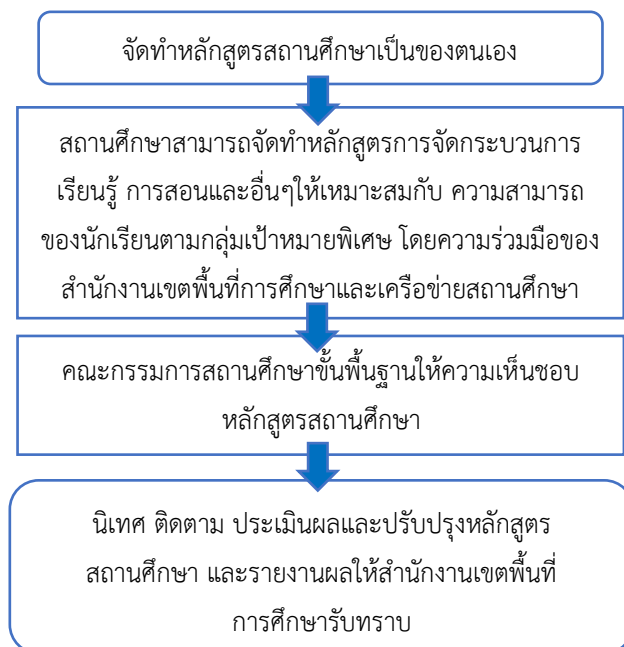 จัดทำหลักสูตรสถานศึกษาเป็นของตนเอง
สถานศึกษาสามารถจัดทำหลักสูตรการจัดกระบวนการ
เรียนรู้ การสอนและอื่นๆให้เหมาะสมกับ ความสามารถ
ของนักเรียนตามกลุ่มเป้าหมายพิเศษ โดยความร่วมมือของ
สำนักงานเขตพื้นที่การศึกษาและเครือข่ายสถานศึกษา
คณะกรรมการสถานศึกษาขั้นพื้นฐานให้ความเห็นชอบ
หลักสูตรสถานศึกษา
นิเทศ ติดตาม ประเมินผลและปรับปรุงหลักสูตร
สถานศึกษา และรายงานผลให้สำนักงานเขตพื้นที่
การศึกษารับทราบ